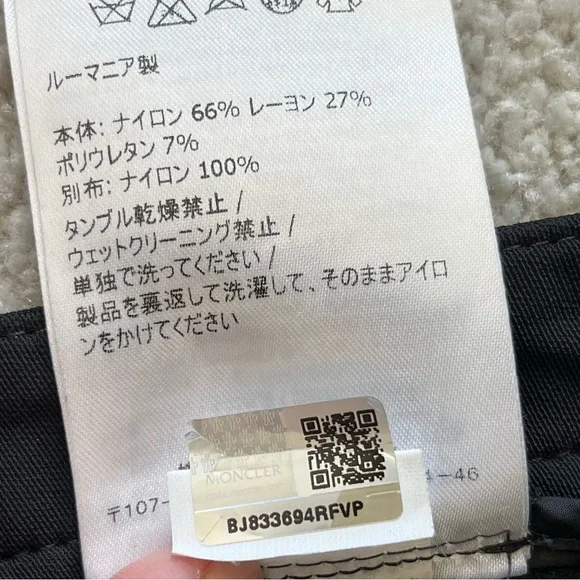 ルーマニア製
本体: ナイロン 66% レーヨン 27%
ポリウレタン 7%
別布: ナイロン 100%
タンブル乾燥禁止 /
ウェットクリーニング禁止 /
単独で洗ってください /
製品を裏返して洗濯して、そのままアイロ
ンをかけてください
MONCLER
〒107-
4-46
BJ833694RFVP